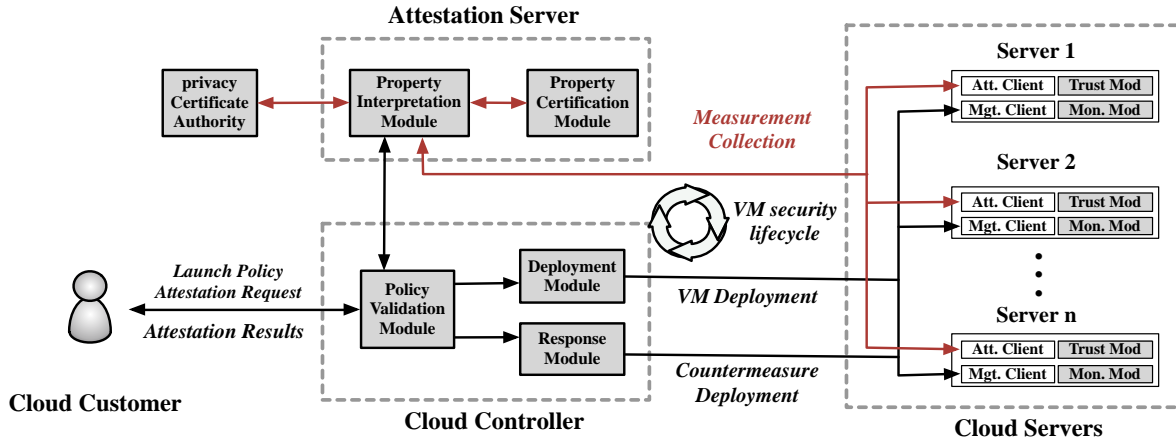 Attestation Server
privacy
Certificate
Authority
Property
Interpretation
Module
Property
Certification
Module
Measurement
Collection
VM security
lifecycle
Launch Policy
Attestation Request
Attestation Results
Cloud Customer
Policy
Validation
Module
Deployment
Module
Response
Module
VM Deployment
Countermeasure
Deployment
Cloud Controller
Server 1
Att. Client Trust Mod
Mgt. Client Mon. Mod
Server 2
Att. Client Trust Mod
Mgt. Client Mon. Mod
Server n
Att. Client Trust Mod
Mgt. Client Mon. Mod
Cloud Servers